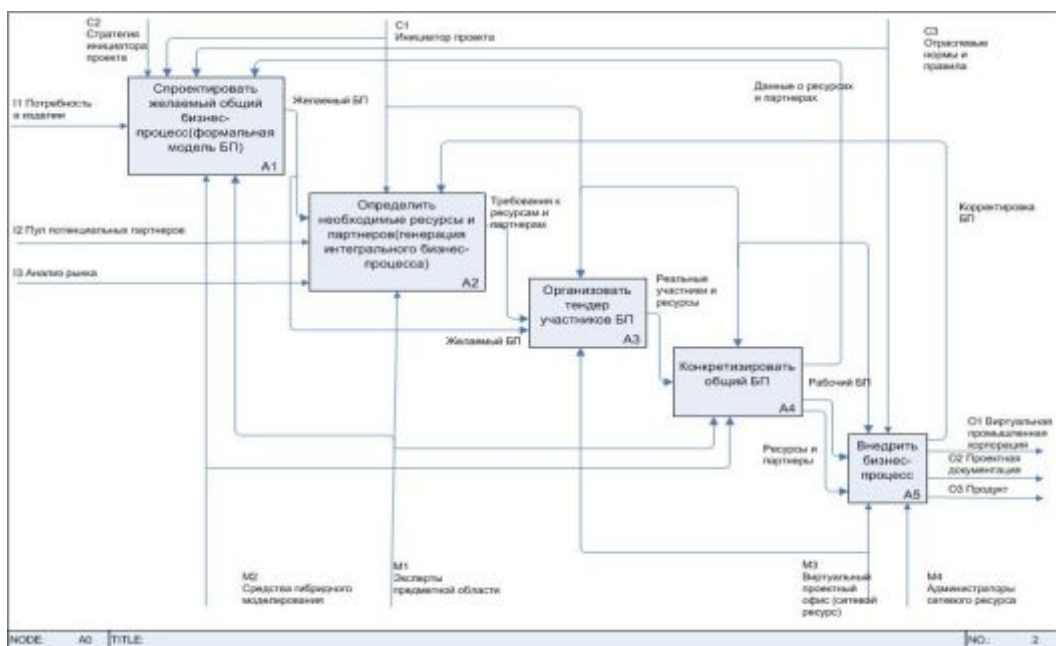 C2
Стратегия
инициатора
проекта
C1
Инициатор проекта
C3
Отраслевые
нормы и
правила
Спроектировать
желаемый общий
бизнес-
процесс(формальная
модель БП)
A1
I1 Потребность
в изделии
Желаемый БП
Данные о ресурсах
и партнерах
Определить
необходимые ресурсы и
партнеров(генерация
интегрального бизнес-
процесса)
A2
Требования к
ресурсам и
партнерам
Корректировка
БП
I2 Пул потенциальных партнеров
I3 Анализ рынка
Организовать
тендер
участников БП
A3
Реальные
участники и
ресурсы
Желаемый БП
Конкретизировать
общий БП
A4
Рабочий БП
Ресурсы и
партнеры
Внедрить
бизнес-
процесс
A5
O1 Виртуальная
промышленная
корпорация
O2 Проектная
документация
O3 Продукт
M2
Средства гибридного
моделирования
M1
Эксперты
предметной области
M3
Виртуальный
проектный
офис (сетевой
ресурс)
M4
Администраторы
сетевого ресурса
NODE: A0 TITLE: NO.: 2